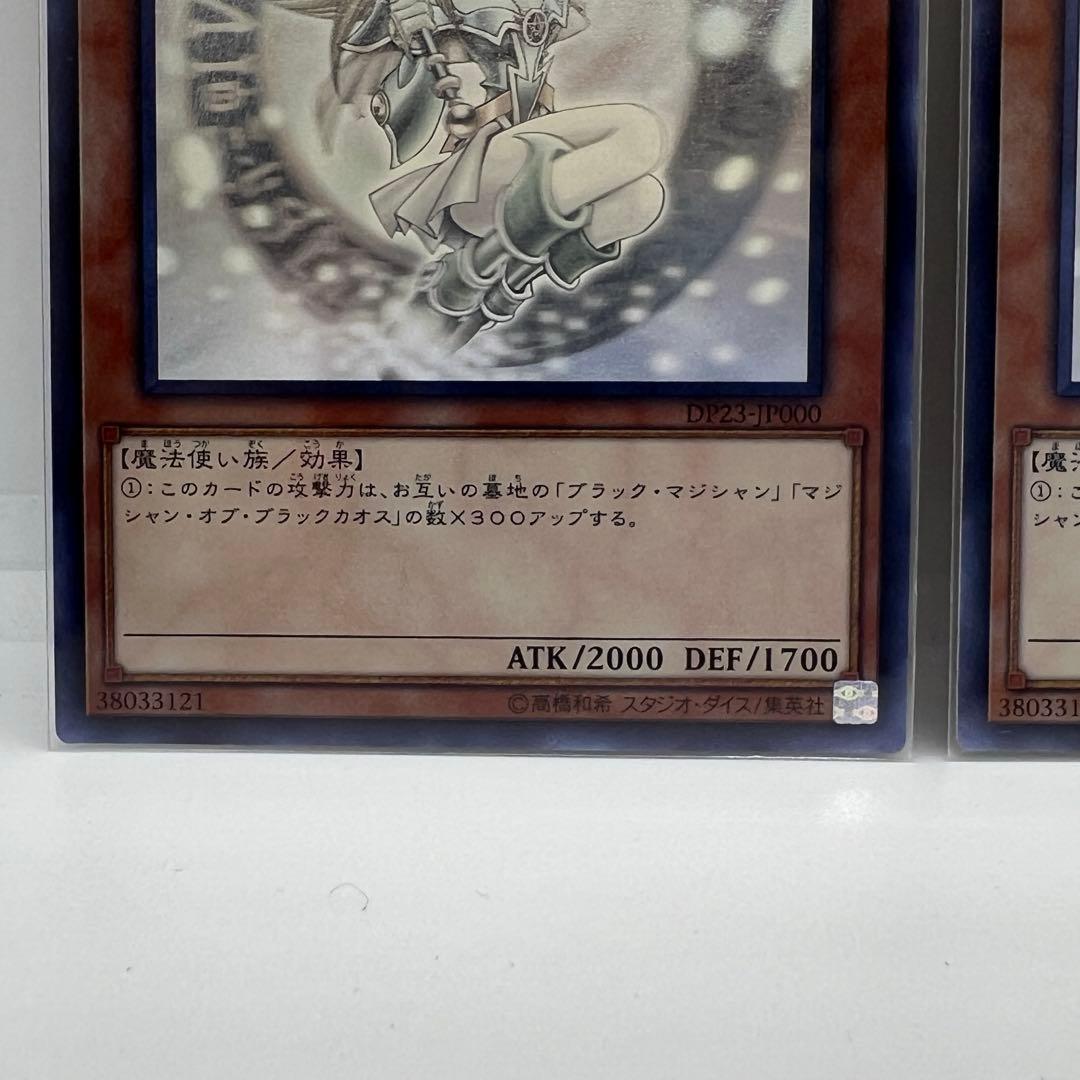 DP23-JP000
【魔法使い族／効果】
①：このカードの攻撃力は、お互いの墓地の「ブラック・マジシャン」「マジ
シャン・オブ・ブラックカオス」の数×300アップする。
ATK/2000 DEF/1700
38033121
©高橋和希 スタジオ・ダイス/集英社
【魔法
①：こ
シャン
380331